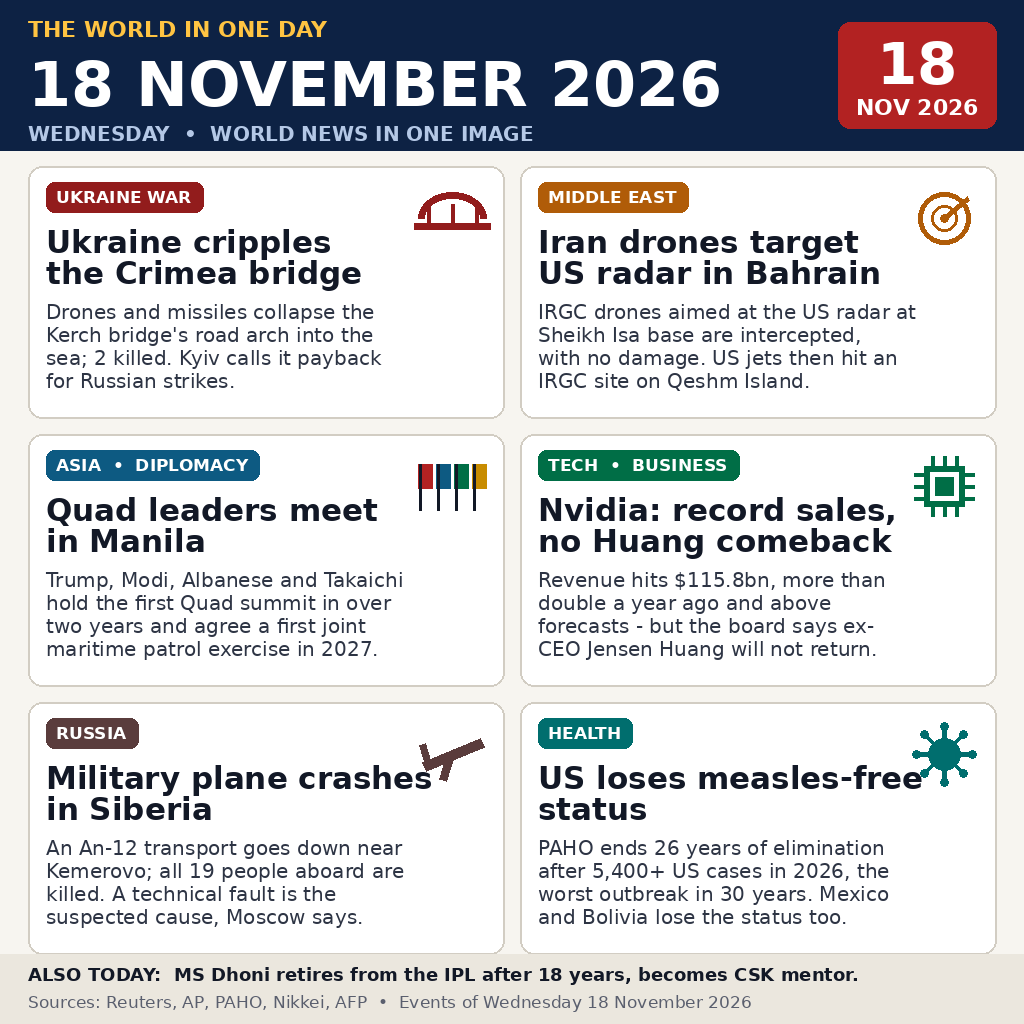 THE WORLD IN ONE DAY
18 NOVEMBER 2026
WEDNESDAY • WORLD NEWS IN ONE IMAGE
18
NOV 2026
UKRAINE WAR
Ukraine cripples
the Crimea bridge
Drones and missiles collapse the
Kerch bridge's road arch into the
sea; 2 killed. Kyiv calls it payback
for Russian strikes.
MIDDLE EAST
Iran drones target
US radar in Bahrain
IRGC drones aimed at the US radar at
Sheikh Isa base are intercepted,
with no damage. US jets then hit an
IRGC site on Qeshm Island.
ASIA • DIPLOMACY
Quad leaders meet
in Manila
Trump, Modi, Albanese and Takaichi
hold the first Quad summit in over
two years and agree a first joint
maritime patrol exercise in 2027.
TECH • BUSINESS
Nvidia: record sales,
no Huang comeback
Revenue hits $115.8bn, more than
double a year ago and above
forecasts - but the board says ex-
CEO Jensen Huang will not return.
RUSSIA
Military plane crashes
in Siberia
An An-12 transport goes down near
Kemerovo; all 19 people aboard are
killed. A technical fault is the
suspected cause, Moscow says.
HEALTH
US loses measles-free
status
PAHO ends 26 years of elimination
after 5,400+ US cases in 2026, the
worst outbreak in 30 years. Mexico
and Bolivia lose the status too.
ALSO TODAY: MS Dhoni retires from the IPL after 18 years, becomes CSK mentor.
Sources: Reuters, AP, PAHO, Nikkei, AFP • Events of Wednesday 18 November 2026